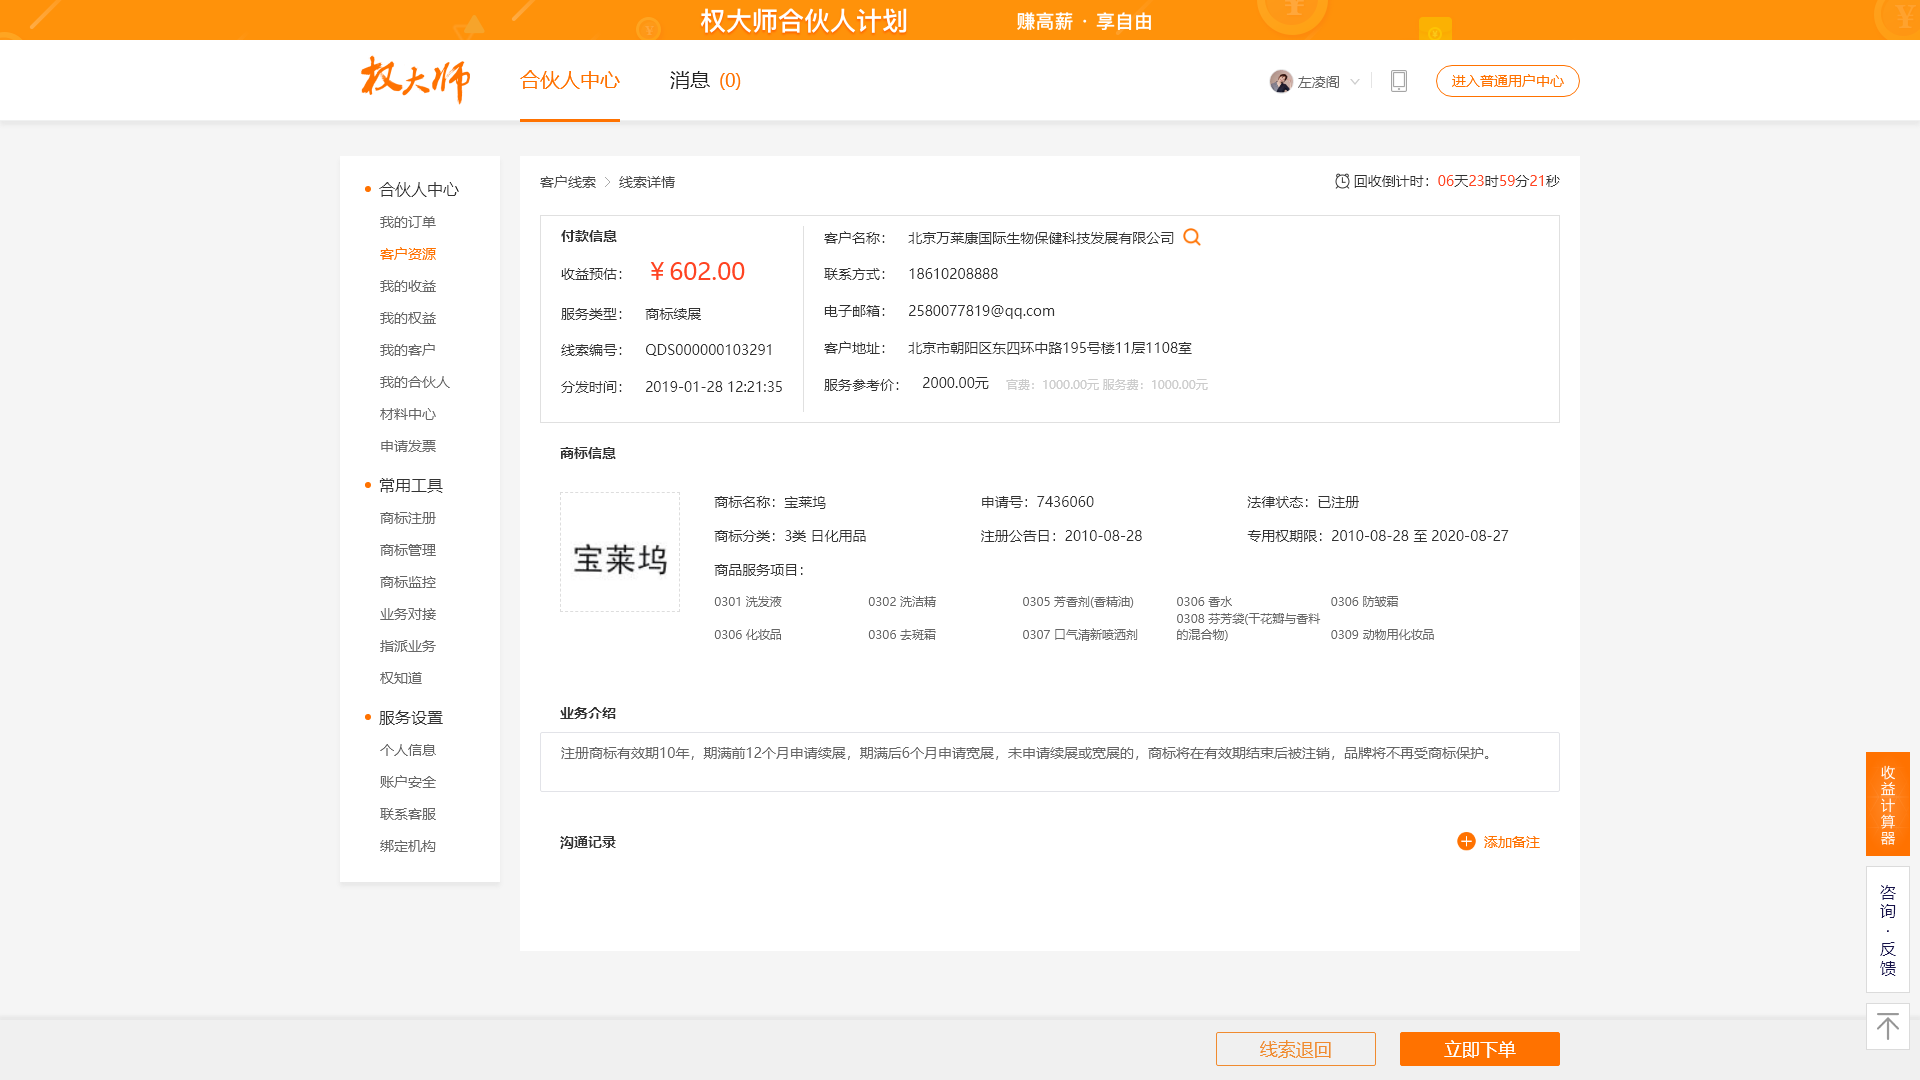 权大师合伙人计划 赚高薪 · 享自由
权大师 合伙人中心 消息 (0) 左凌阁 进入普通用户中心
合伙人中心
我的订单
客户资源
我的收益
我的权益
我的客户
我的合伙人
材料中心
申请发票
常用工具
商标注册
商标管理
商标监控
业务对接
指派业务
权知道
服务设置
个人信息
账户安全
联系客服
绑定机构
客户线索 > 线索详情 回收倒计时：06天23时59分21秒
付款信息
收益预估： ¥ 602.00
服务类型： 商标续展
线索编号： QDS000000103291
分发时间： 2019-01-28 12:21:35
客户名称： 北京万莱康国际生物保健科技发展有限公司
联系方式： 18610208888
电子邮箱： 2580077819@qq.com
客户地址： 北京市朝阳区东四环中路195号楼11层1108室
服务参考价： 2000.00元 官费：1000.00元 服务费：1000.00元
商标信息
宝莱坞
商标名称：宝莱坞 申请号：7436060 法律状态：已注册
商标分类：3类 日化用品 注册公告日：2010-08-28 专用权期限：2010-08-28 至 2020-08-27
商品服务项目：
0301 洗发液 0302 洗洁精 0305 芳香剂(香精油) 0306 香水 0306 防皱霜
0306 化妆品 0306 去斑霜 0307 口气清新喷洒剂 0308 芬芳袋(干花瓣与香料
的混合物) 0309 动物用化妆品
业务介绍
注册商标有效期10年，期满前12个月申请续展，期满后6个月申请宽展，未申请续展或宽展的，商标将在有效期结束后被注销，品牌将不再受商标保护。
沟通记录 添加备注
收益计算器
咨询·反馈
线索退回 立即下单